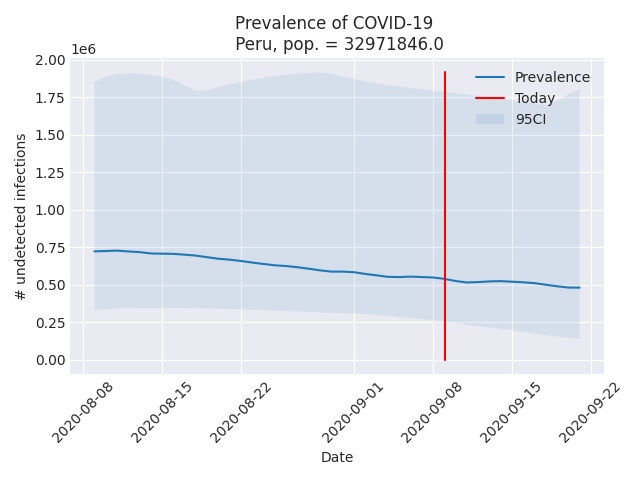 Prevalence of COVID-19
Peru, pop. = 32971846.0
1e6
2.00
1.75
1.50
1.25
1.00
0.75
0.50
0.25
0.00
# undetected infections
Prevalence
Today
95CI
2020-08-08
2020-08-15
2020-08-22
2020-09-01
2020-09-08
2020-09-15
2020-09-22
Date